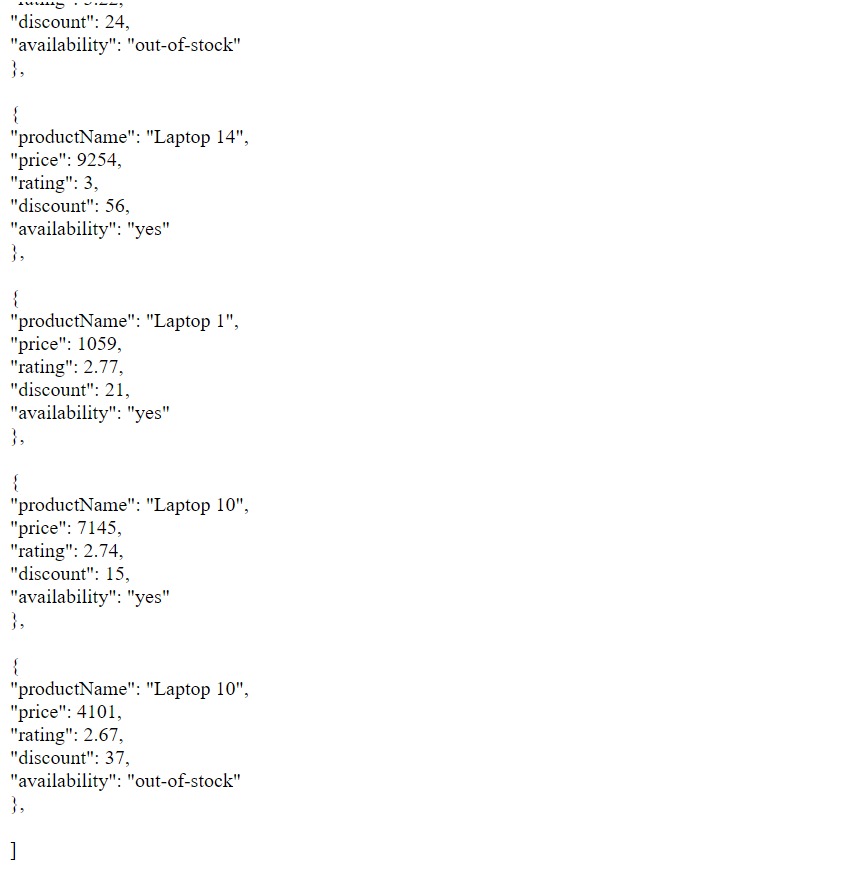 "discount": 24,
"availability": "out-of-stock"
},
{
"productName": "Laptop 14",
"price": 9254,
"rating": 3,
"discount": 56,
"availability": "yes"
},
{
"productName": "Laptop 1",
"price": 1059,
"rating": 2.77,
"discount": 21,
"availability": "yes"
},
{
"productName": "Laptop 10",
"price": 7145,
"rating": 2.74,
"discount": 15,
"availability": "yes"
},
{
"productName": "Laptop 10",
"price": 4101,
"rating": 2.67,
"discount": 37,
"availability": "out-of-stock"
},
]